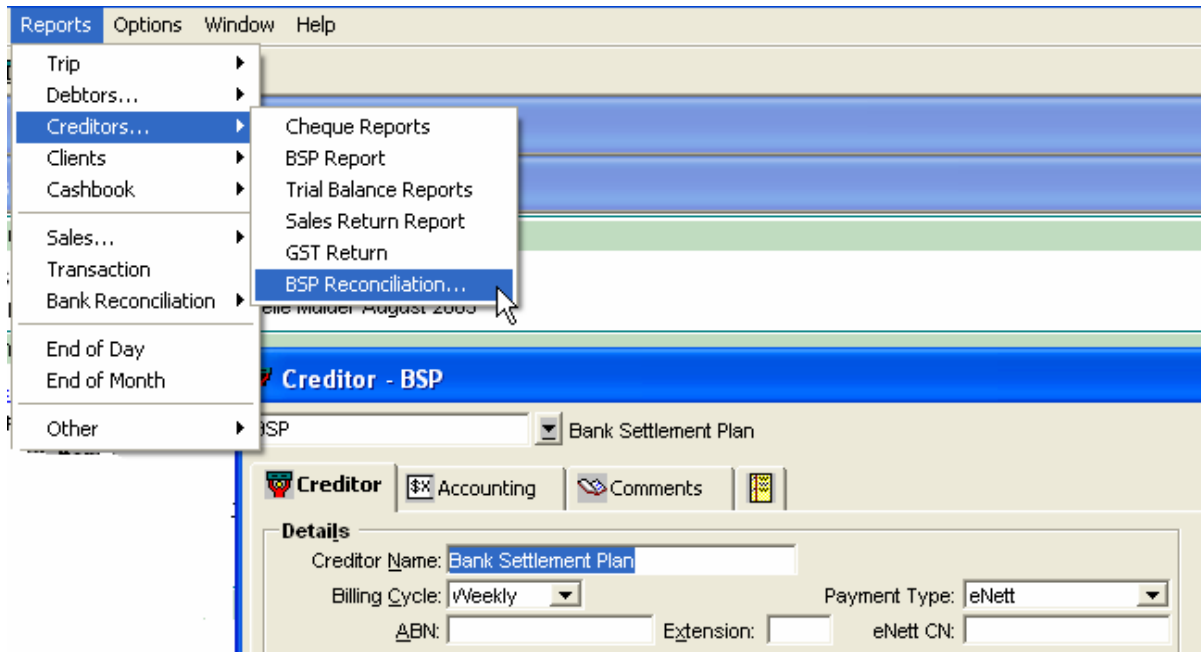 Reports Options Window Help
Trip
Debtors...
Creditors...
Clients
Cashbook
Sales...
Transaction
Bank Reconciliation
End of Day
End of Month
Other
Cheque Reports
BSP Report
Trial Balance Reports
Sales Return Report
GST Return
BSP Reconciliation...
Mulder August 2005
Creditor - BSP
BSP Bank Settlement Plan
Creditor Accounting Comments
Details
Creditor Name: Bank Settlement Plan
Billing Cycle: Weekly Payment Type: eNett
ABN: Extension: eNett CN: